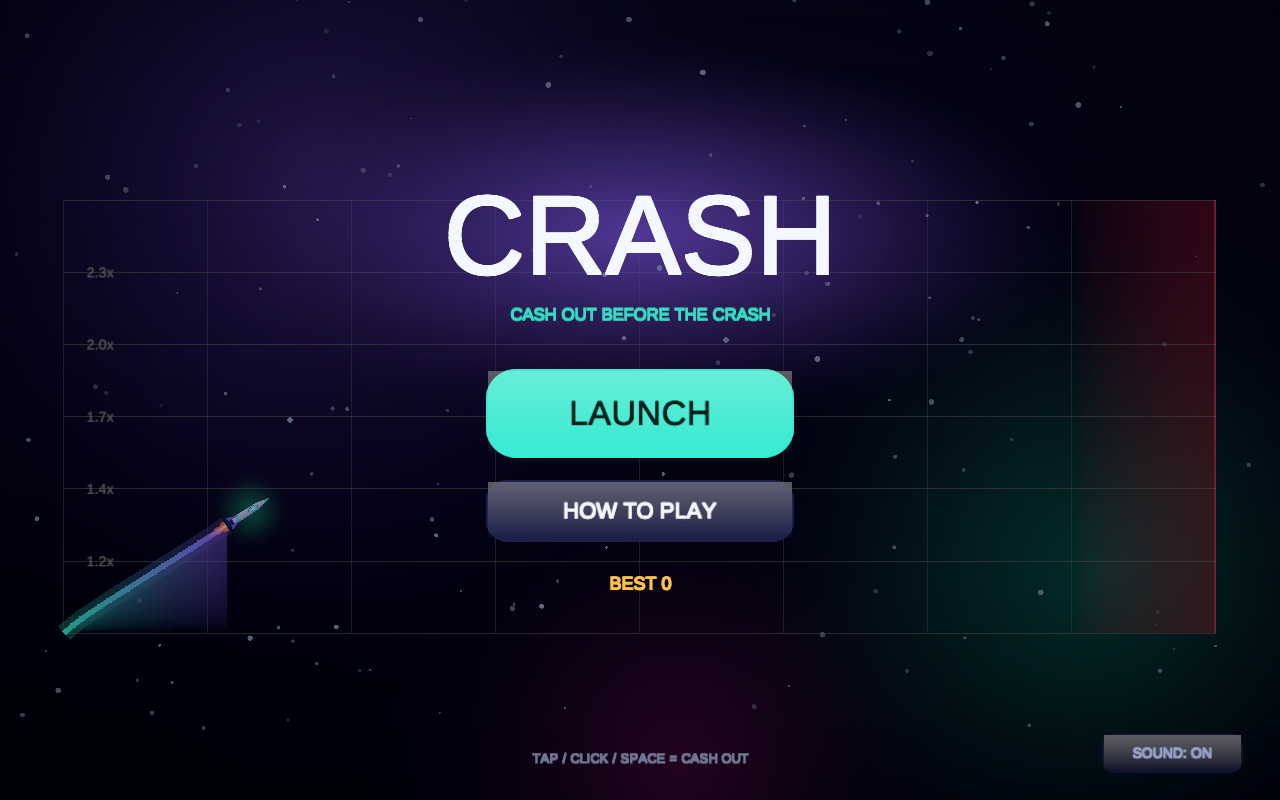 CRASH
2.3x
CASH OUT BEFORE THE CRASH
2.0x
1.7x
LAUNCH
1.4x
HOW TO PLAY
1.2x
BEST 0
TAP / CLICK / SPACE = CASH OUT
SOUND: ON